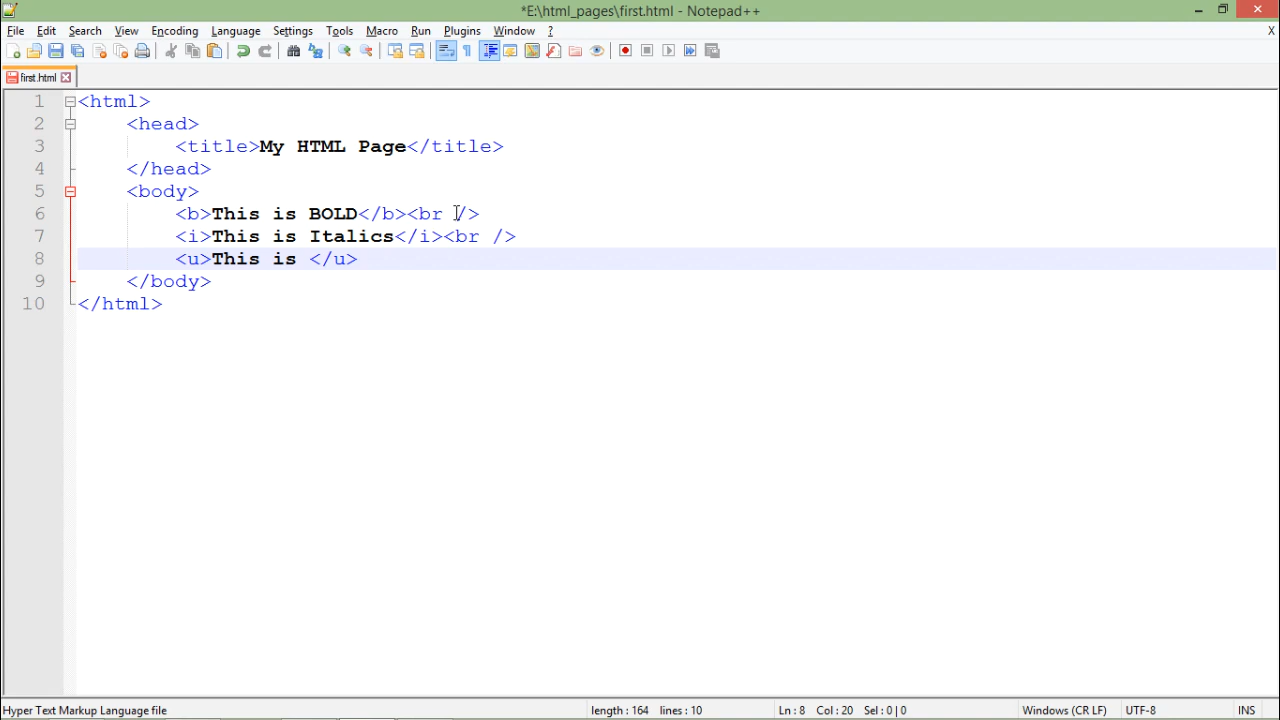 *E:\html_pages\first.html - Notepad++
File Edit Search View Encoding Language Settings Tools Macro Run Plugins Window ? X
first.html
1 <html>
2 <head>
3 <title>My HTML Page</title>
4 </head>
5 <body>
6 <b>This is BOLD</b><br />
7 <i>This is Italics</i><br />
8 <u>This is </u>
9 </body>
10 </html>
Hyper Text Markup Language file length : 164 lines : 10 Ln : 8 Col : 20 Sel : 0 | 0 Windows (CR LF) UTF-8 INS